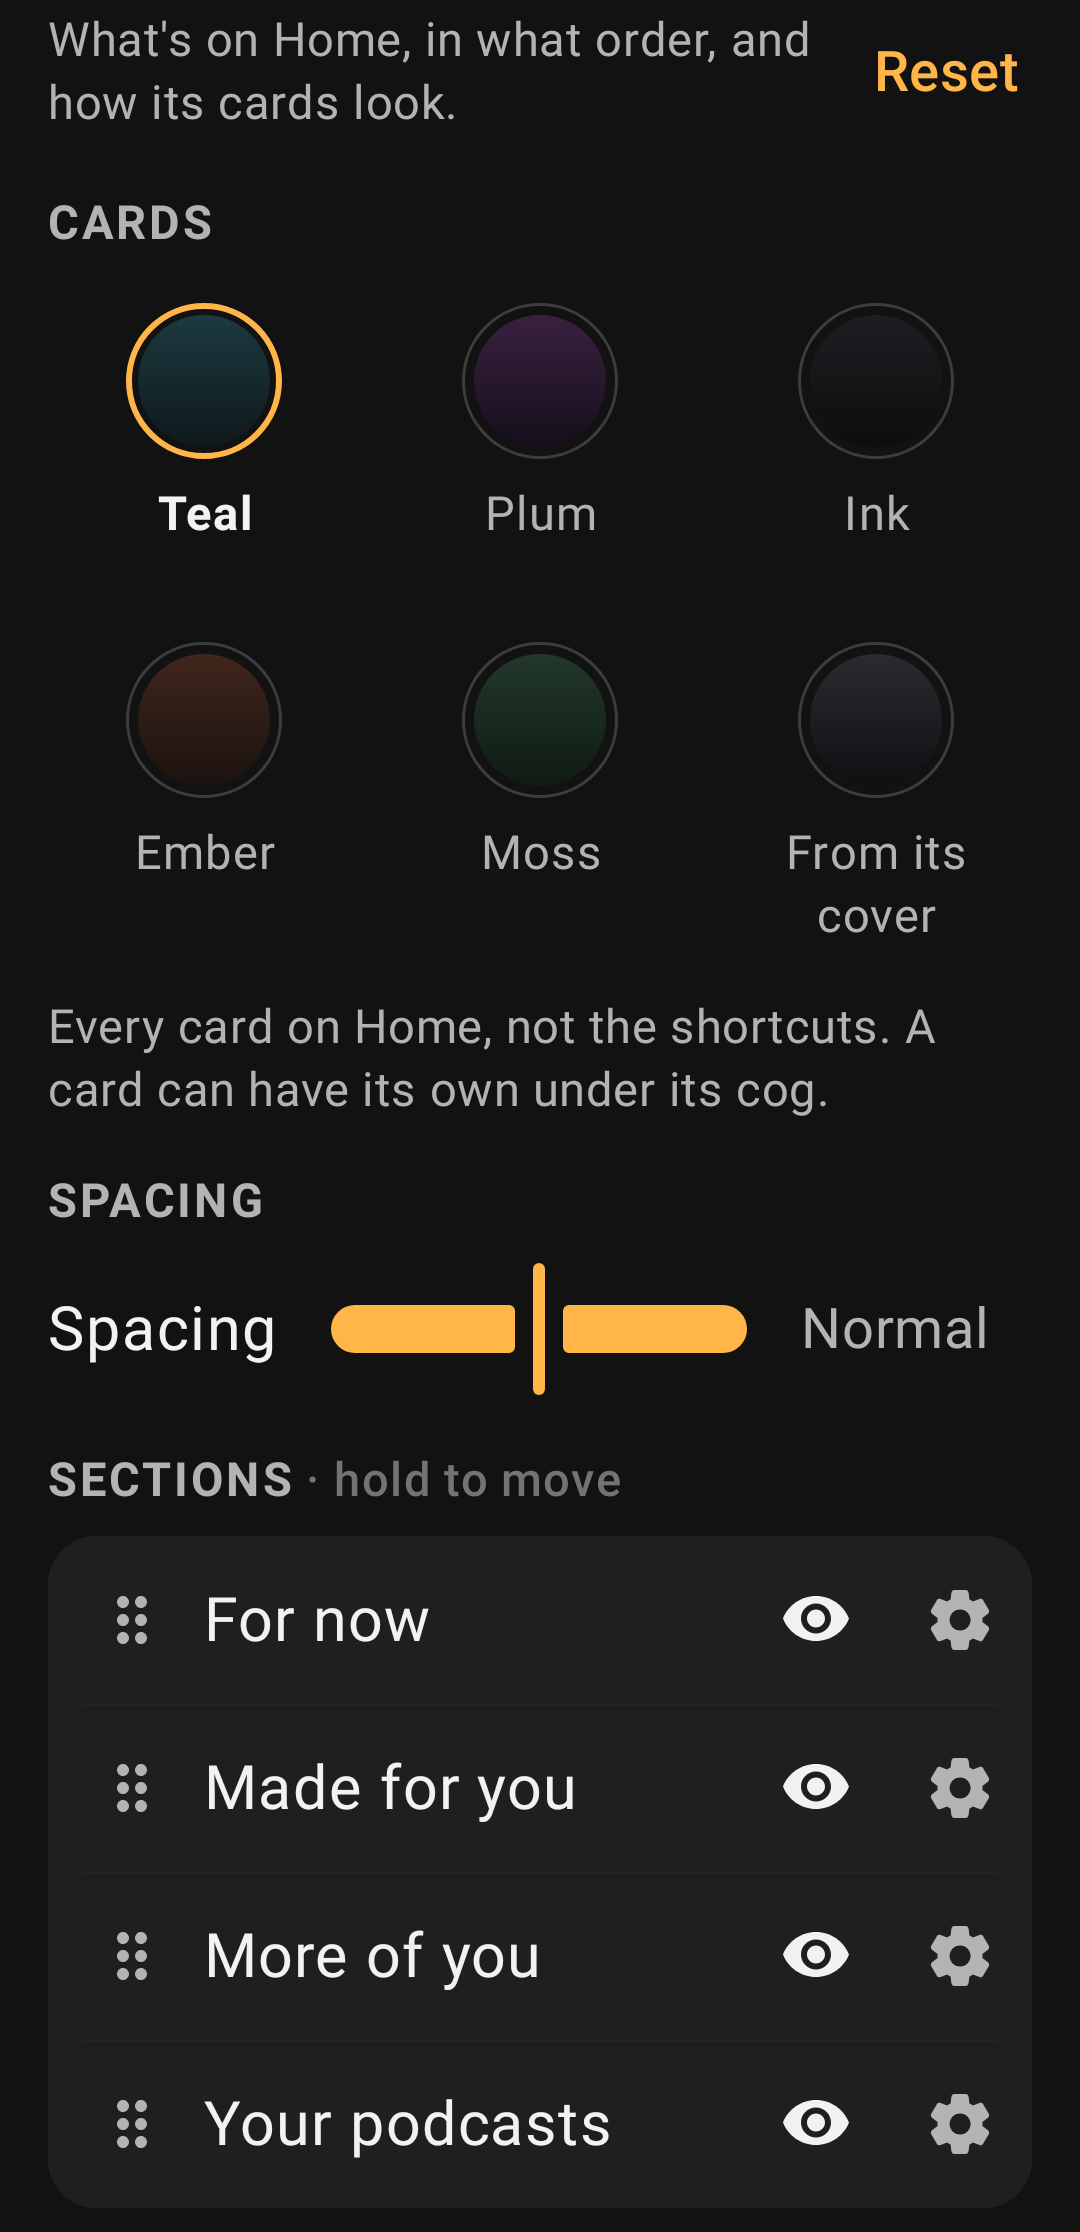 What's on Home, in what order, and
how its cards look.
Reset
CARDS
Teal
Plum
Ink
Ember
Moss
From its
cover
Every card on Home, not the shortcuts. A
card can have its own under its cog.
SPACING
Spacing
Normal
SECTIONS · hold to move
For now
Made for you
More of you
Your podcasts